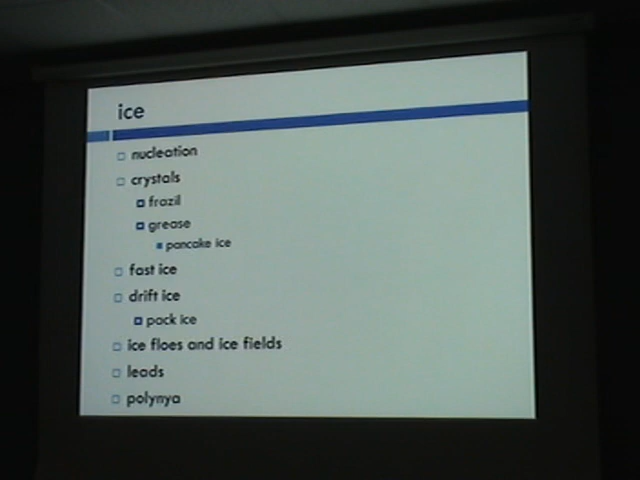 ice
nucleation
crystals
frazil
grease
pancake ice
fast ice
drift ice
pack ice
ice floes and ice fields
leads
polynya